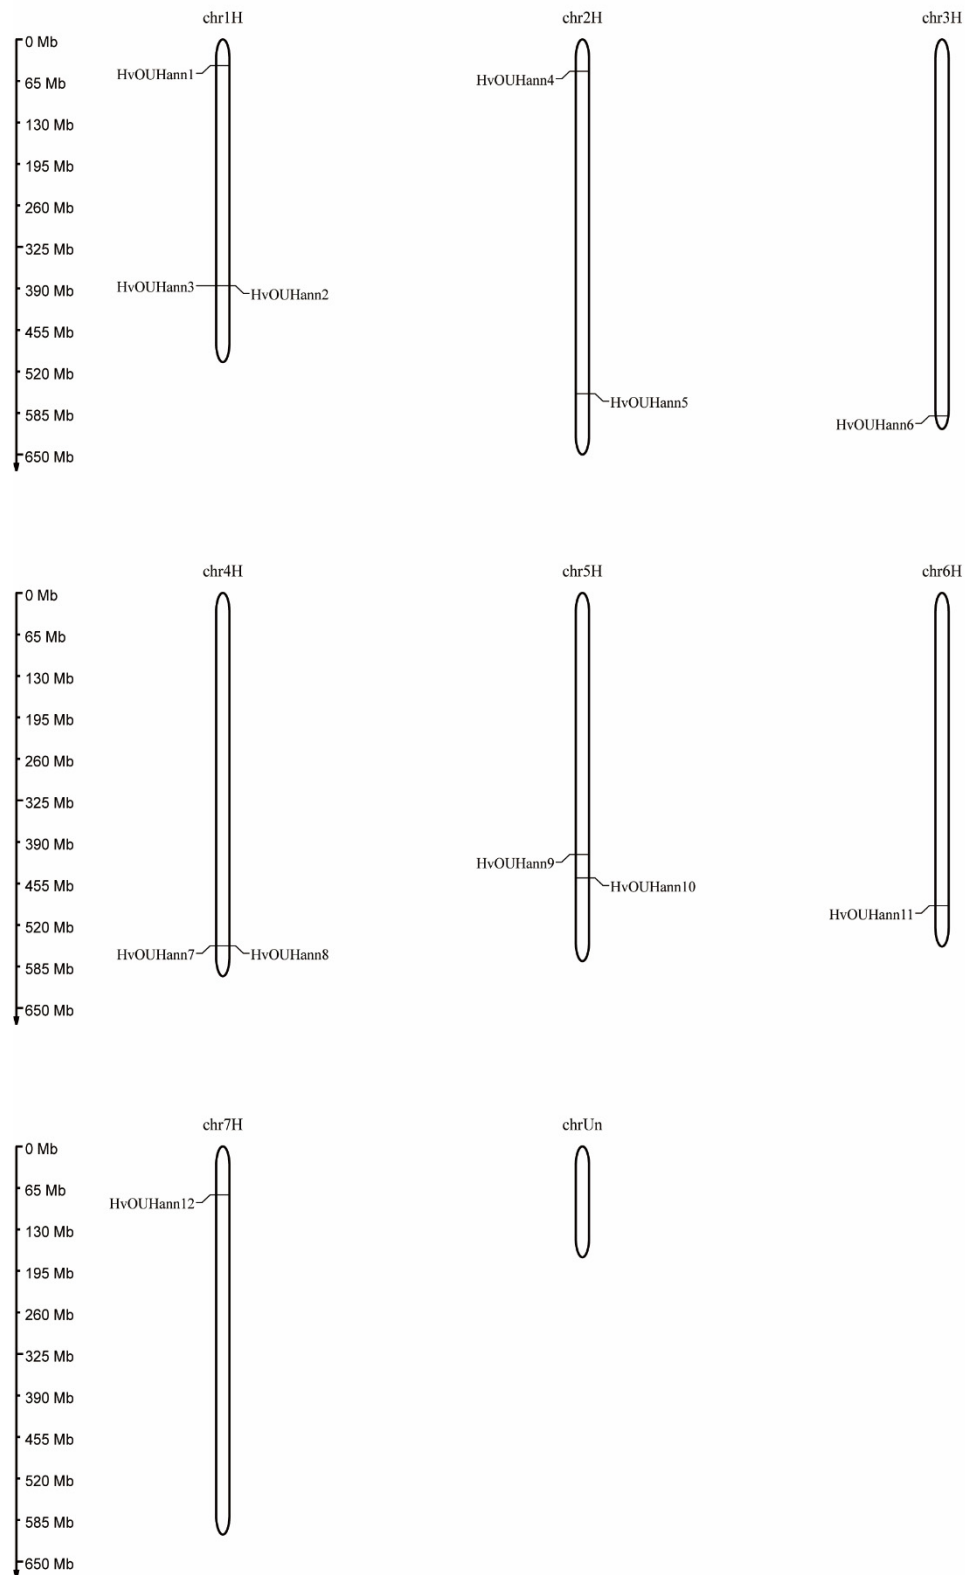 chr1H
chr2H
chr3H
0 Mb
65 Mb
130 Mb
195 Mb
260 Mb
325 Mb
390 Mb
455 Mb
520 Mb
585 Mb
650 Mb
HvOUHann1
HvOUHann3
HvOUHann2
HvOUHann4
HvOUHann5
HvOUHann6
chr4H
chr5H
chr6H
0 Mb
65 Mb
130 Mb
195 Mb
260 Mb
325 Mb
390 Mb
455 Mb
520 Mb
585 Mb
650 Mb
HvOUHann7
HvOUHann8
HvOUHann9
HvOUHann10
HvOUHann11
chr7H
chrUn
0 Mb
65 Mb
130 Mb
195 Mb
260 Mb
325 Mb
390 Mb
455 Mb
520 Mb
585 Mb
650 Mb
HvOUHann12